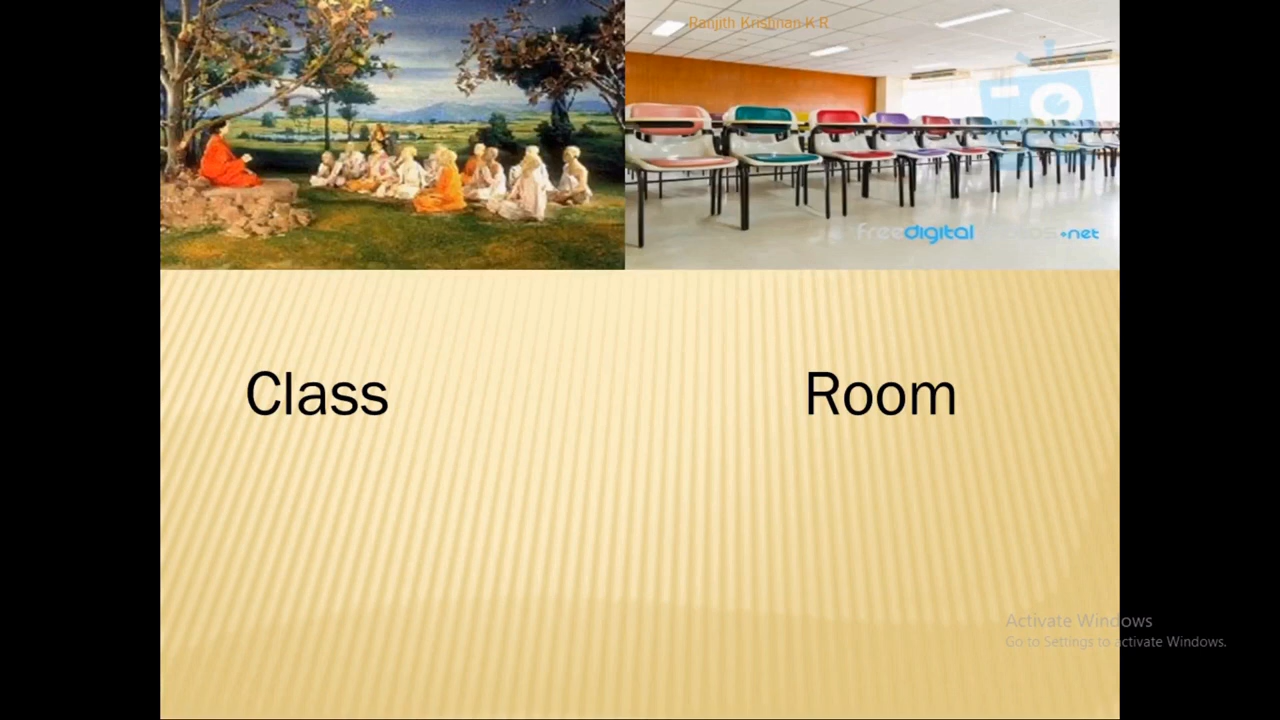 Ranjith Krishnan K R
freedigital .net
Class
Room
Activate Windows
Go to Settings to activate Windows.